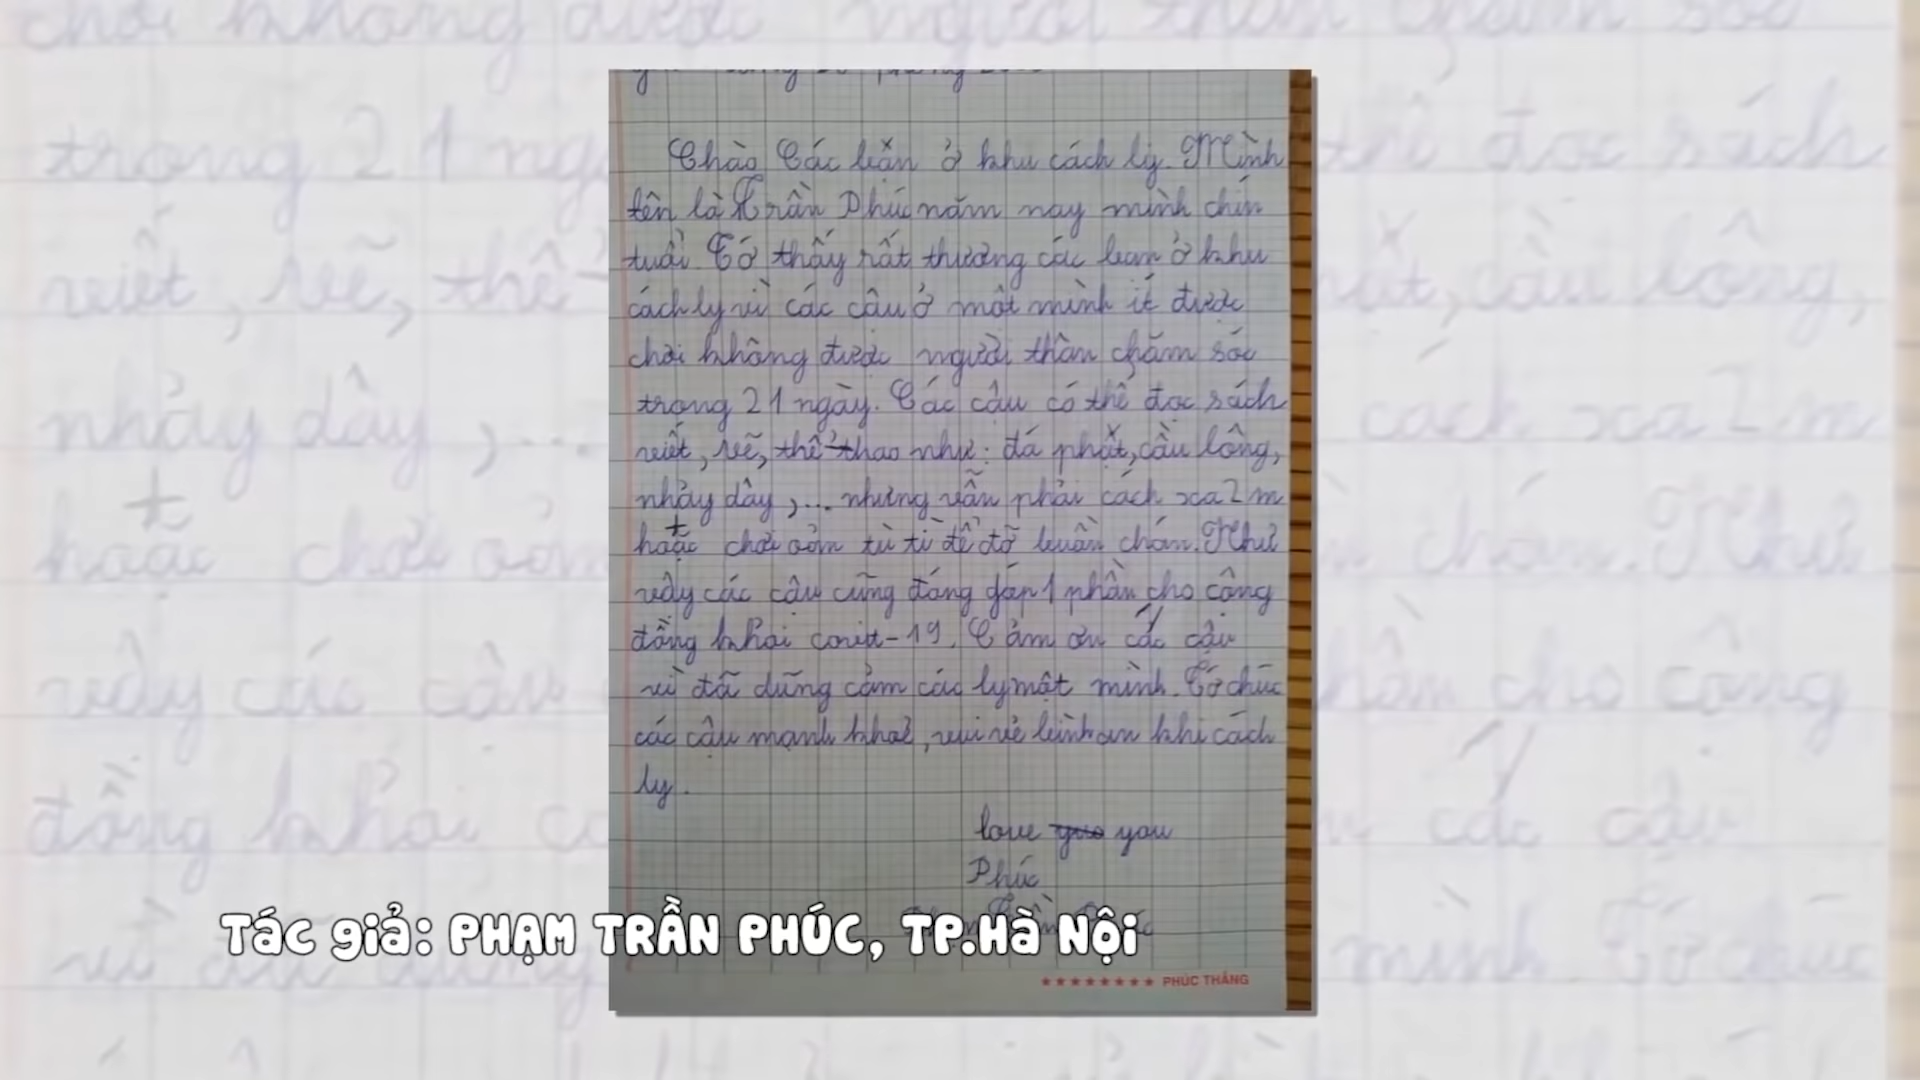 Chào Các bạn ở khu cách ly. Mình
tên là Trần Phúc năm nay mình chín
tuổi. Tớ thấy rất thương các bạn ở khu
cách ly vì các cậu ở một mình ít được
chơi không được người thân chăm sóc
trong 21 ngày. Các cậu có thể đọc sách
viết, vẽ, thể thao như: đá phật, cầu lông,
nhảy dây,... nhưng vẫn phải cách xa 2 m
hoặc chơi oẳn tù tì để đỡ buồn chán. Như
vậy các cậu cũng đóng góp 1 phần cho công
đồng khỏi covit-19. Cảm ơn các cậu
vì đã dũng cảm các ly một mình. Tớ chúc
các cậu mạnh khoẻ, vui vẻ bình an khi cách
ly.
love you
Phúc
Tác giả: PHẠM TRẦN PHÚC, TP.Hà Nội
PHÚC THẮNG